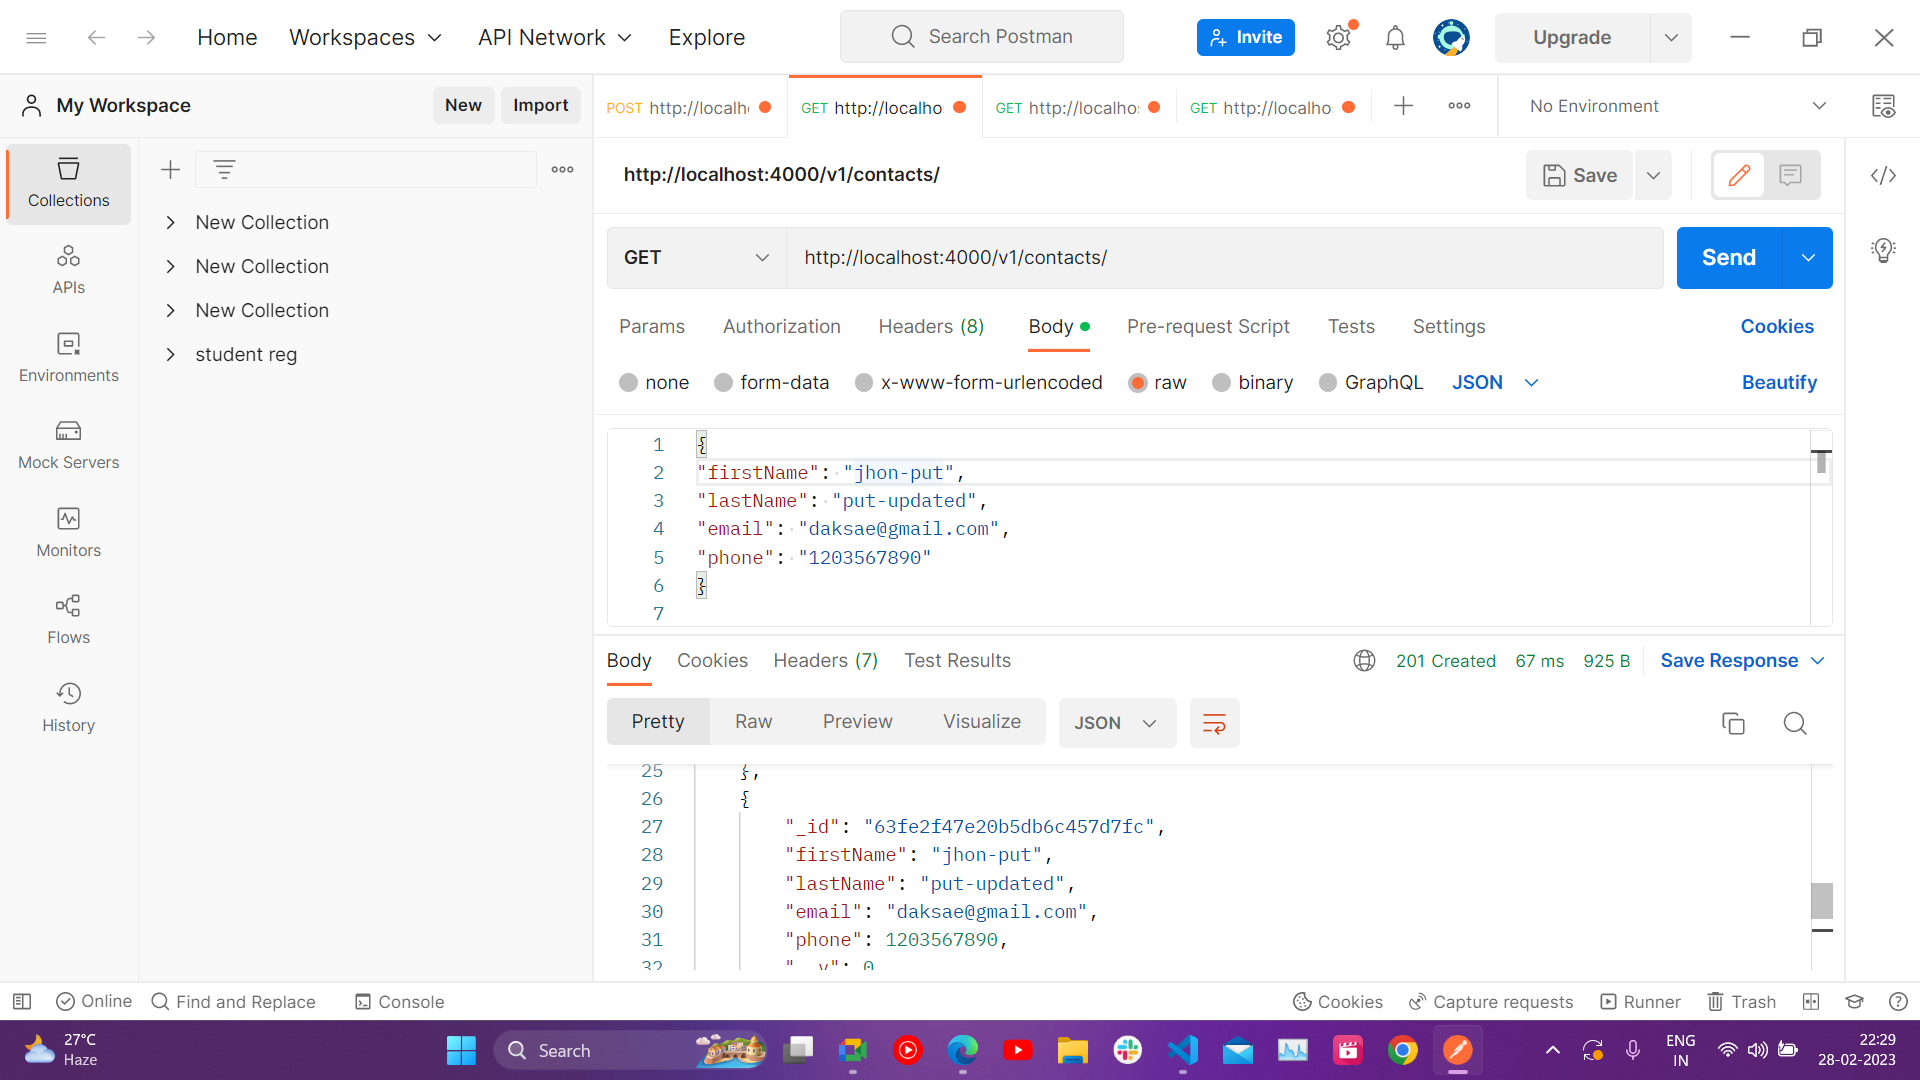 Home
Workspaces
API Network
Explore
Search Postman
Invite
Upgrade
My Workspace
New
Import
POST http://localh
GET http://localho
GET http://localho
GET http://localho
No Environment
Collections
APIs
Environments
Mock Servers
Monitors
Flows
History
New Collection
New Collection
New Collection
student reg
http://localhost:4000/v1/contacts/
Save
GET
http://localhost:4000/v1/contacts/
Send
Params
Authorization
Headers (8)
Body
Pre-request Script
Tests
Settings
Cookies
none
form-data
x-www-form-urlencoded
raw
binary
GraphQL
JSON
Beautify
1 {
2 "firstName": "jhon-put",
3 "lastName": "put-updated",
4 "email": "daksae@gmail.com",
5 "phone": "1203567890"
6 }
7
Body
Cookies
Headers (7)
Test Results
201 Created
67 ms
925 B
Save Response
Pretty
Raw
Preview
Visualize
JSON
25 },
26 {
27 "_id": "63fe2f47e20b5db6c457d7fc",
28 "firstName": "jhon-put",
29 "lastName": "put-updated",
30 "email": "daksae@gmail.com",
31 "phone": 1203567890,
32 "__v": 0
Online
Find and Replace
Console
Cookies
Capture requests
Runner
Trash
27°C
Haze
Search
ENG
IN
22:29
28-02-2023